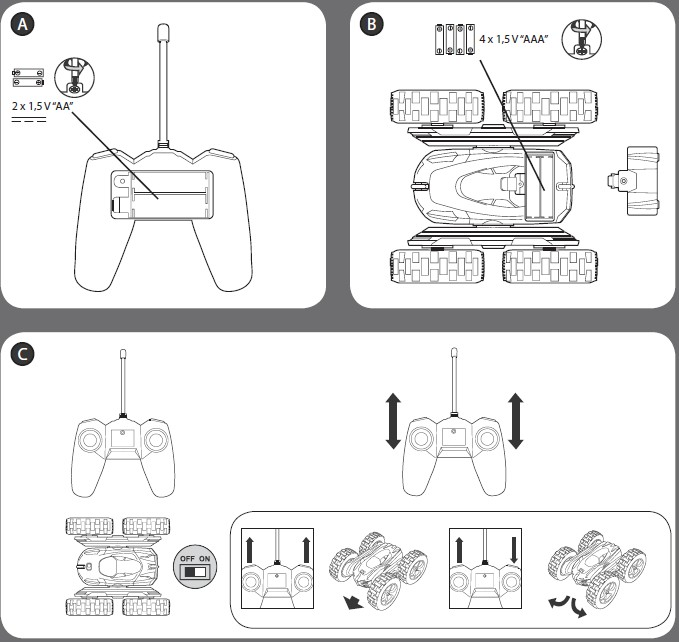 A
2 x 1,5 V “AA”
B
4 x 1,5 V “AAA”
C
OFF ON